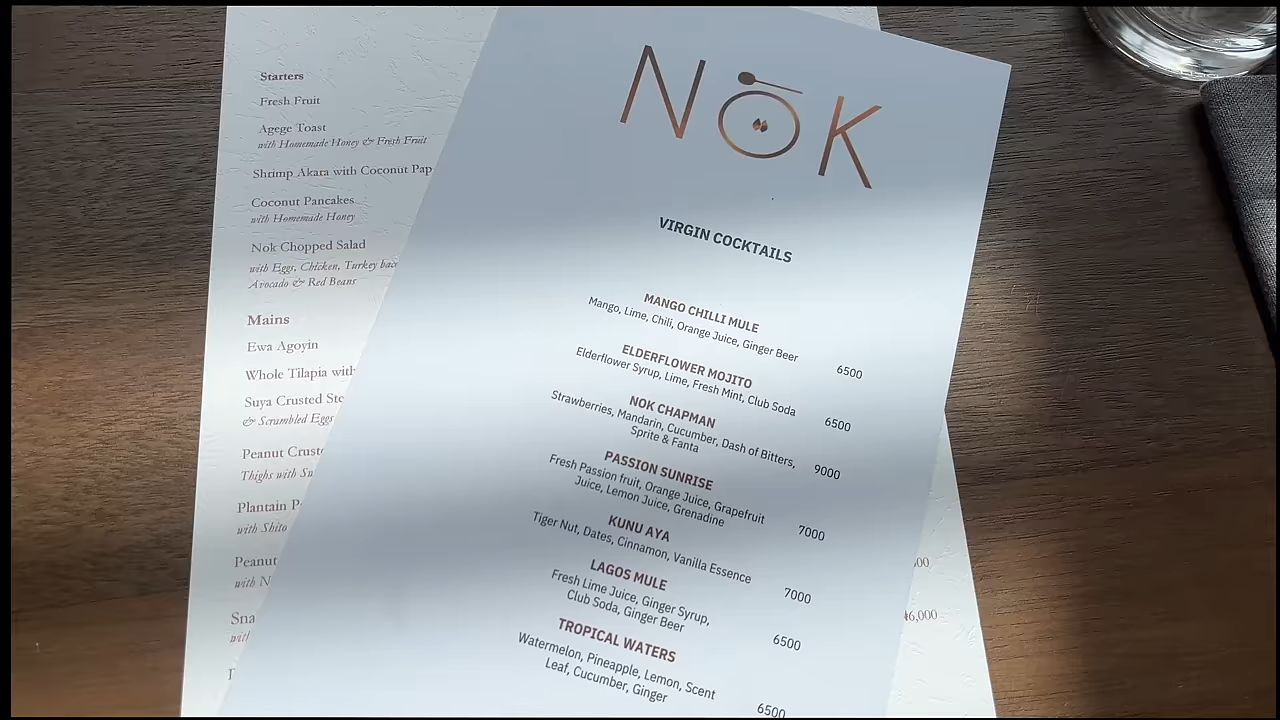 Starters
Fresh Fruit
Agege Toast
with Homemade Honey & Fresh Fruit
Shrimp Akara with Coconut Pap
Coconut Pancakes
with Homemade Honey
Nok Chopped Salad
with Eggs, Chicken, Turkey
Avocado & Red Beans
Mains
Ewa Agoyin
Whole Tilapia with
Suya Crusted
& Scrambled Eggs
Peanut
Thighs with
Plantain
with Shito
Peanut
with
NOK
VIRGIN COCKTAILS
MANGO CHILLI MULE
Mango, Lime, Chili, Orange Juice, Ginger Beer
6500
ELDERFLOWER MOJITO
Elderflower Syrup, Lime, Fresh Mint, Club Soda
6500
NOK CHAPMAN
Strawberries, Mandarin, Cucumber, Dash of Bitters,
Sprite & Fanta
9000
PASSION SUNRISE
Fresh Passion fruit, Orange Juice, Grapefruit
Juice, Lemon Juice, Grenadine
7000
KUNU AYA
Tiger Nut, Dates, Cinnamon, Vanilla Essence
7000
LAGOS MULE
Fresh Lime Juice, Ginger Syrup,
Club Soda, Ginger Beer
6500
TROPICAL WATERS
Watermelon, Pineapple, Lemon, Scent
Leaf, Cucumber, Ginger
6500